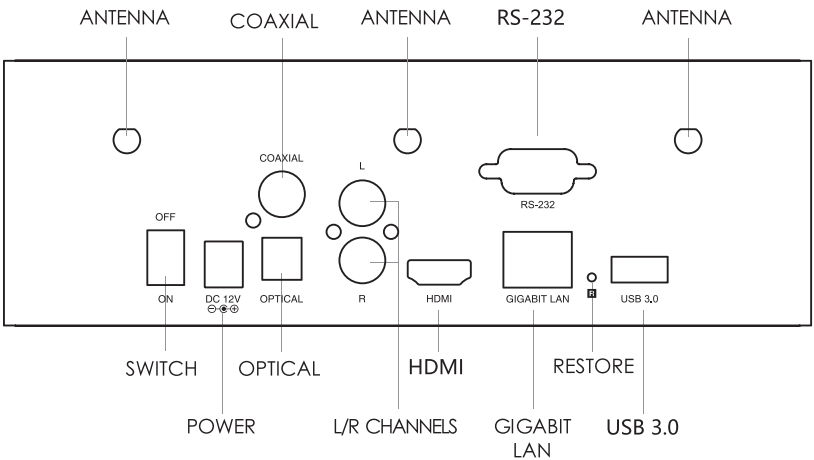 ANTENNA
COAXIAL
ANTENNA
RS-232
ANTENNA
COAXIAL
L
RS-232
OFF
ON
DC 12V
OPTICAL
R
HDMI
GIGABIT LAN
R
USB 3.0
SWITCH
OPTICAL
HDMI
RESTORE
POWER
L/R CHANNELS
GIGABIT
LAN
USB 3.0